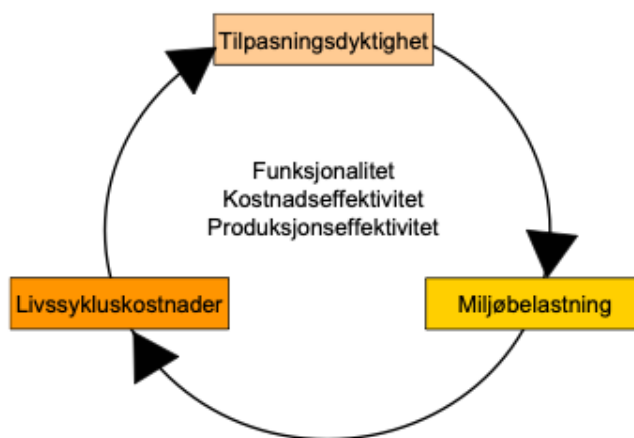 Tilpasningsdyktighet
Funksjonalitet
Kostnadseffektivitet
Produksjonseffektivitet
Livssykluskostnader
Miljøbelastning